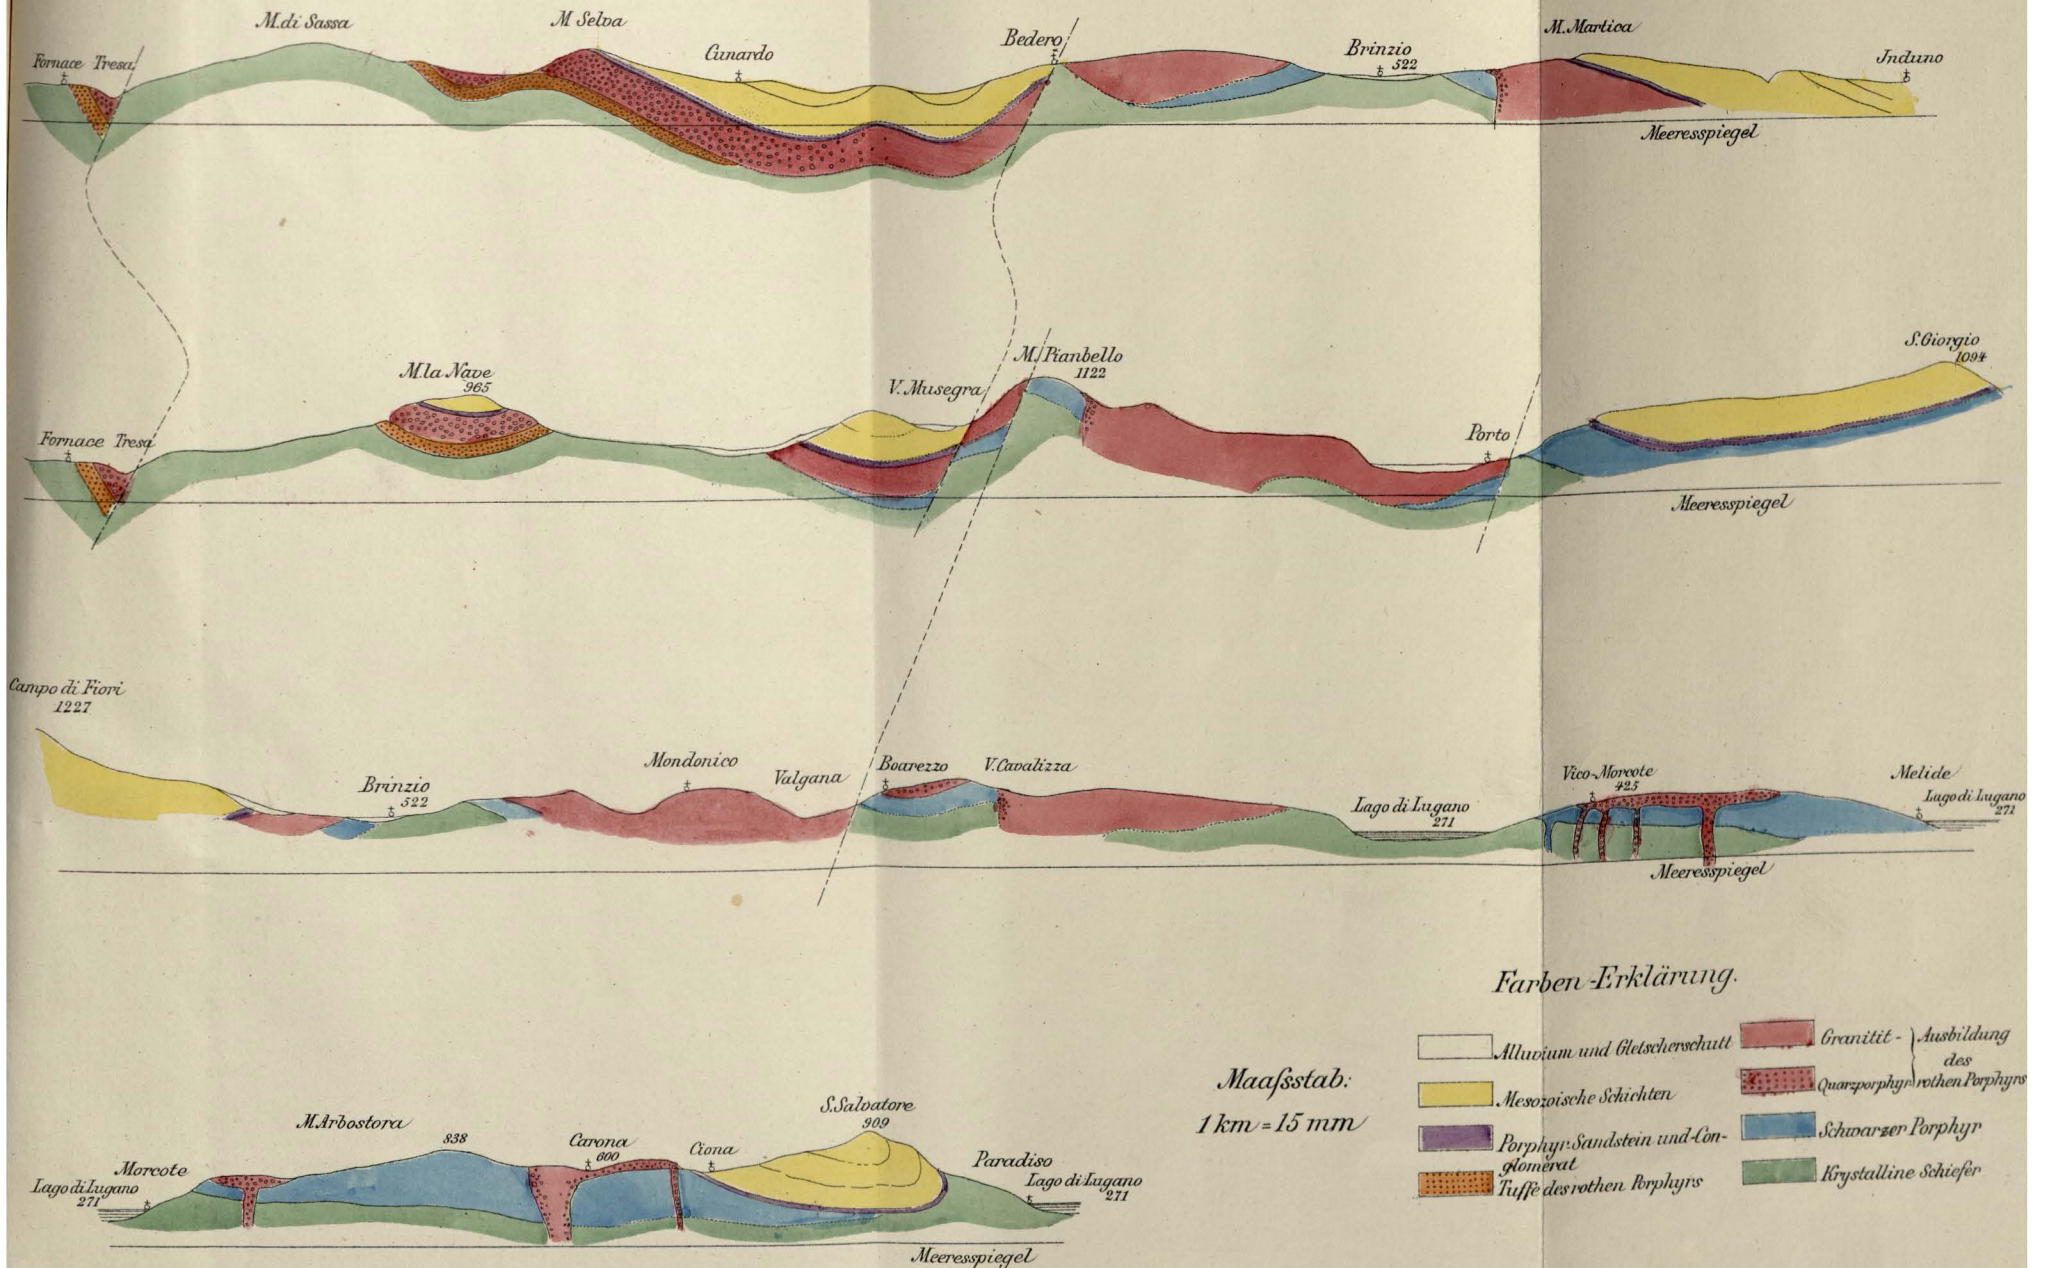 M. di Sassa
M Selva
Cunardo
Bedero
Brinzio
522
M. Martica
Induno
Fornace Tresa
Meeresspiegel
M. la Nave
965
V. Musegra
M. Pianbello
1122
S. Giorgio
1094
Fornace Tresa
Porto
Meeresspiegel
Campo di Fiori
1227
Brinzio
522
Mondonico
Valgana
Boarezzo
V. Cavalizza
Lago di Lugano
271
Vico-Morcote
425
Melide
Lago di Lugano
271
Meeresspiegel
Morcote
Lago di Lugano
271
M. Arbostora
838
Carona
600
Ciona
S. Salvatore
909
Paradiso
Lago di Lugano
271
Meeresspiegel
Maaſsstab:
1 km = 15 mm
Farben-Erklärung.
Alluvium und Gletscherschutt
Mesozoische Schichten
Porphyr-Sandstein und-Con-
glomerat
Tuffe des rothen Porphyrs
Granitit-
Quarzporphyr
Ausbildung
des
rothen Porphyrs
Schwarzer Porphyr
Krystalline Schiefer